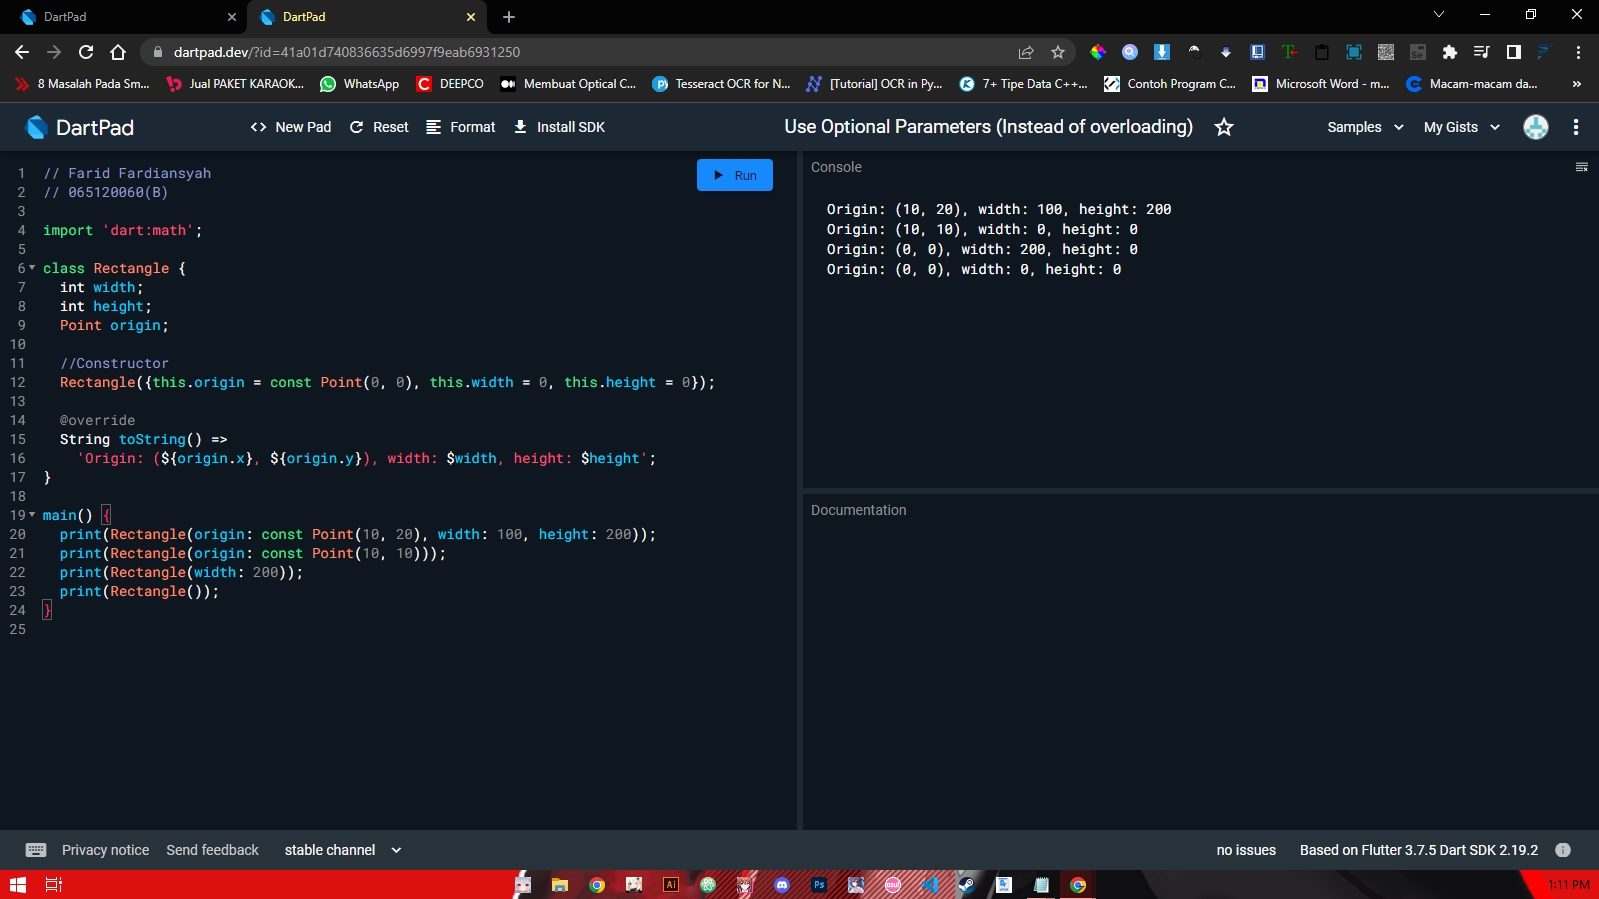 DartPad
DartPad
dartpad.dev/?id=41a01d740836635d6997f9eab6931250
8 Masalah Pada Sm...
Jual PAKET KARAOK...
WhatsApp
DEEPCO
Membuat Optical C...
Tesseract OCR for N...
[Tutorial] OCR in Py...
7+ Tipe Data C++...
Contoh Program C...
Microsoft Word - m...
Macam-macam da...
»
DartPad
<> New Pad
Reset
Format
Install SDK
Use Optional Parameters (Instead of overloading)
Samples
My Gists
Run
1 // Farid Fardiansyah
2 // 065120060(B)
3
4 import 'dart:math';
5
6 class Rectangle {
7 int width;
8 int height;
9 Point origin;
10
11 //Constructor
12 Rectangle({this.origin = const Point(0, 0), this.width = 0, this.height = 0});
13
14 @override
15 String toString() =>
16 'Origin: (${origin.x}, ${origin.y}), width: $width, height: $height';
17 }
18
19 main() {
20 print(Rectangle(origin: const Point(10, 20), width: 100, height: 200));
21 print(Rectangle(origin: const Point(10, 10)));
22 print(Rectangle(width: 200));
23 print(Rectangle());
24 }
25
Console
Origin: (10, 20), width: 100, height: 200
Origin: (10, 10), width: 0, height: 0
Origin: (0, 0), width: 200, height: 0
Origin: (0, 0), width: 0, height: 0
Documentation
Privacy notice
Send feedback
stable channel
no issues
Based on Flutter 3.7.5 Dart SDK 2.19.2
Ai
Ps
osu!
1:11 PM